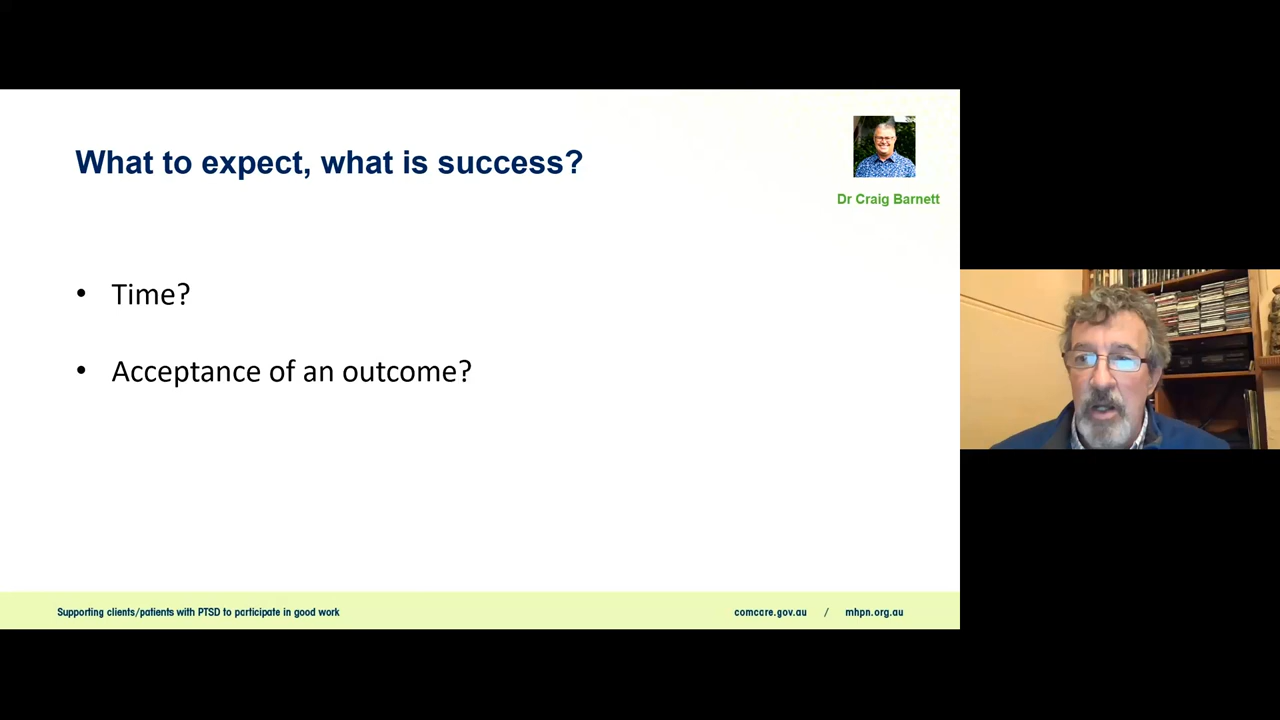 What to expect, what is success?
Dr Craig Barnett
• Time?
• Acceptance of an outcome?
Supporting clients/patients with PTSD to participate in good work
comcare.gov.au / mhpn.org.au